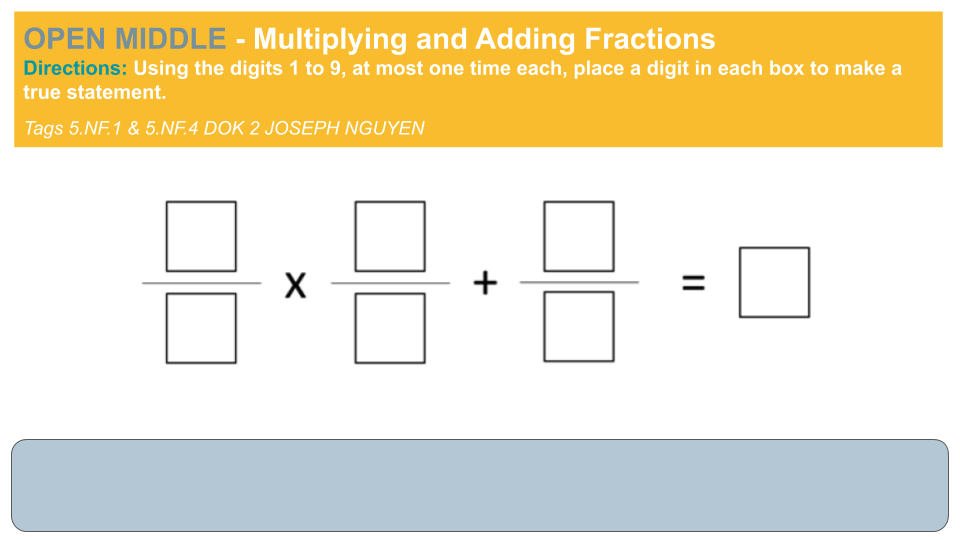 OPEN MIDDLE - Multiplying and Adding Fractions
Directions: Using the digits 1 to 9, at most one time each, place a digit in each box to make a
true statement.
Tags 5.NF.1 & 5.NF.4 DOK 2 JOSEPH NGUYEN
x + =